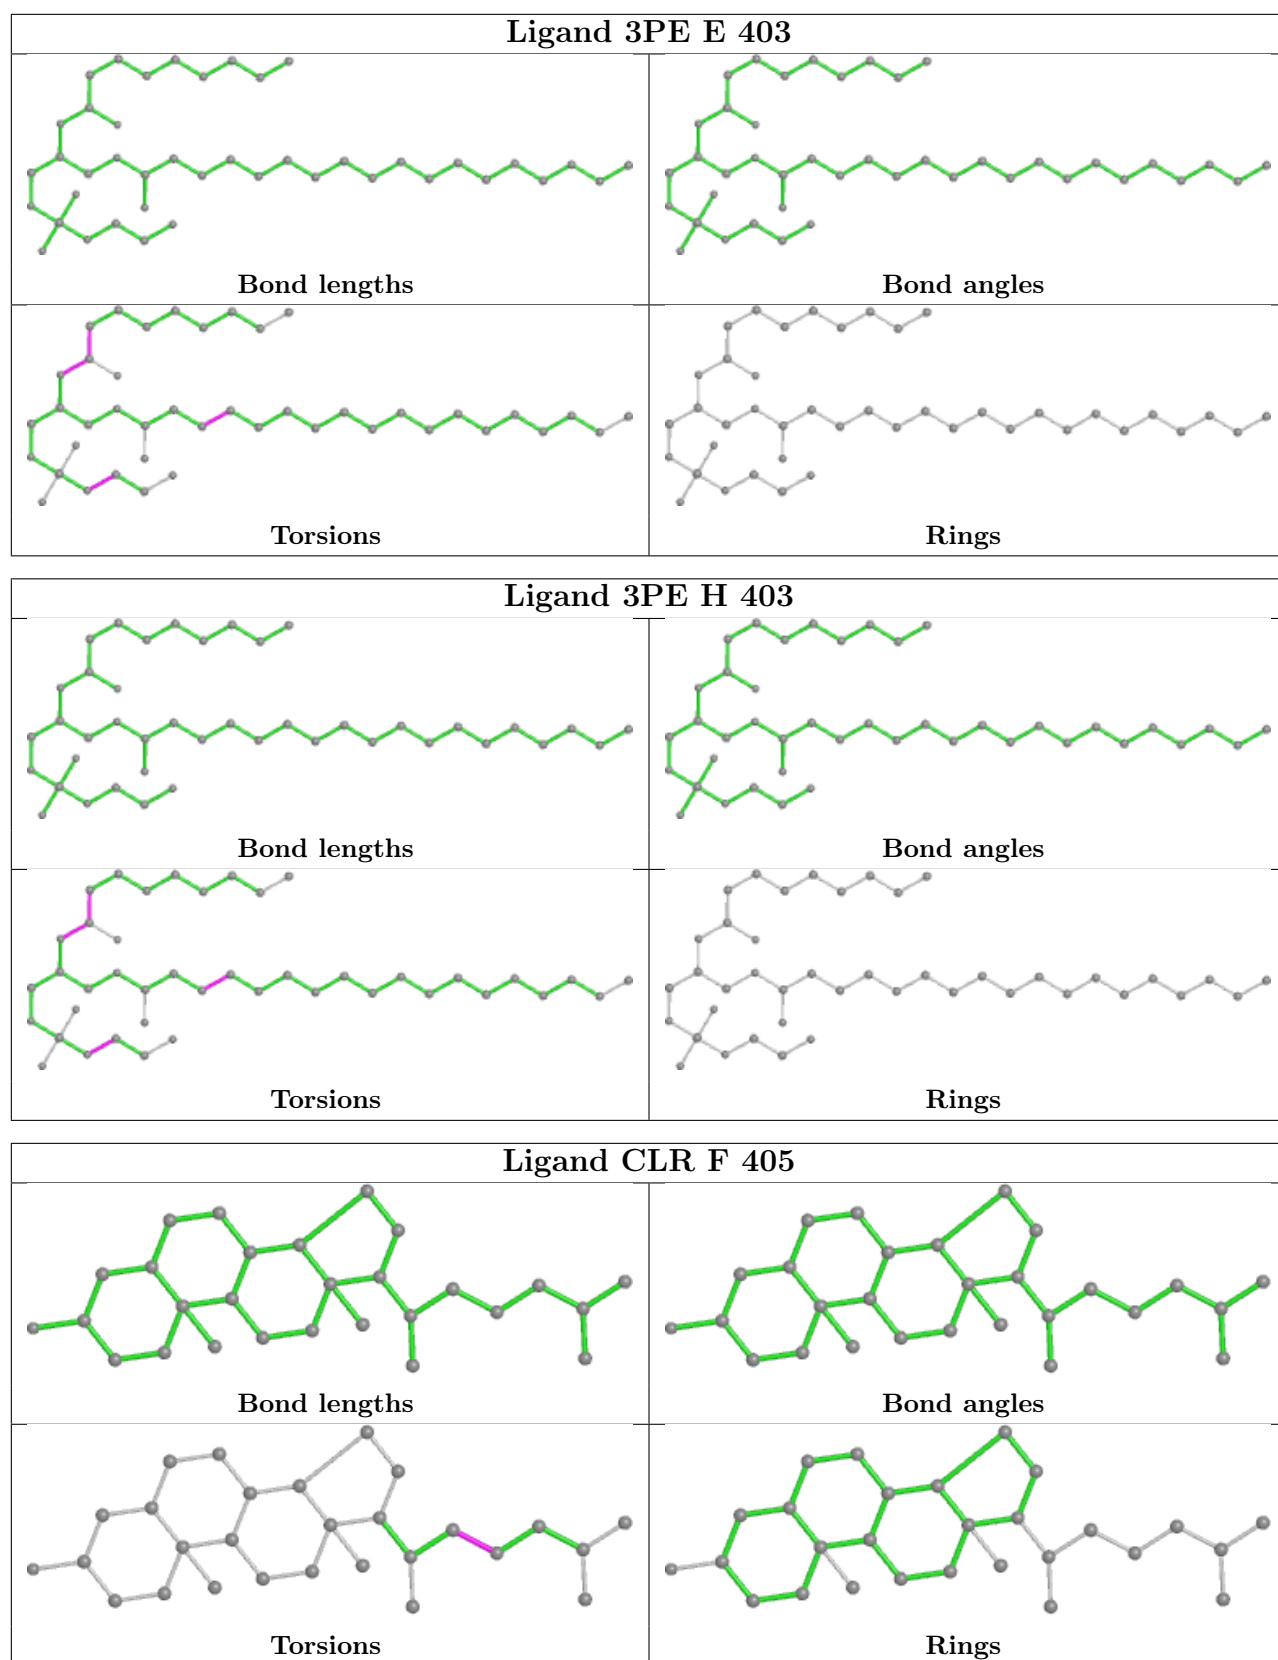 Ligand 3PE E 403
Bond lengths
Bond angles
Torsions
Rings
Ligand 3PE H 403
Bond lengths
Bond angles
Torsions
Rings
Ligand CLR F 405
Bond lengths
Bond angles
Torsions
Rings